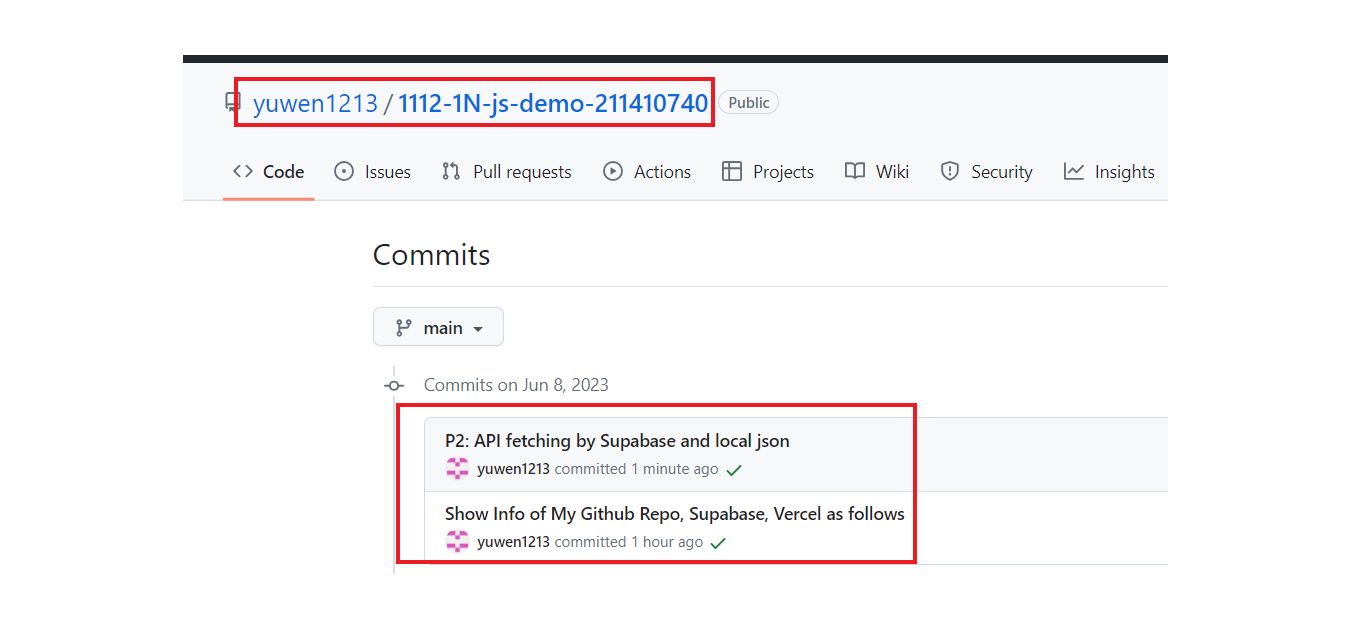 yuwen1213 / 1112-1N-js-demo-211410740 Public
Code Issues Pull requests Actions Projects Wiki Security Insights
Commits
main
Commits on Jun 8, 2023
P2: API fetching by Supabase and local json
yuwen1213 committed 1 minute ago
Show Info of My Github Repo, Supabase, Vercel as follows
yuwen1213 committed 1 hour ago